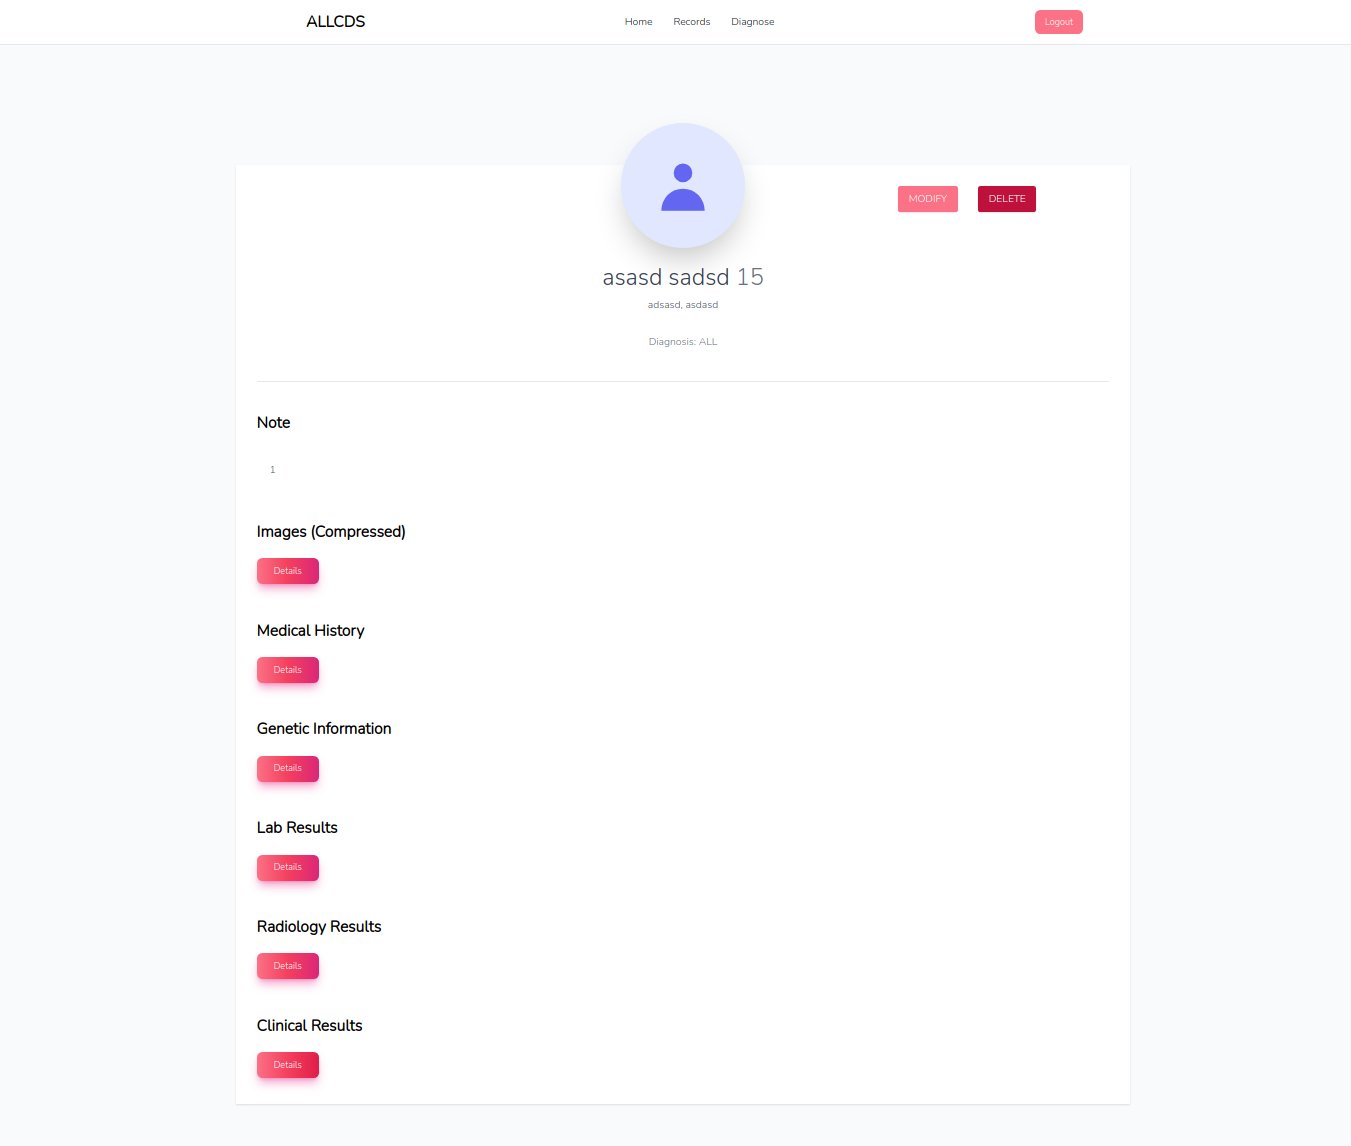 ALLCDS
Home Records Diagnose
Logout
MODIFY DELETE
asasd sadsd 15
adsasd, asdasd
Diagnosis: ALL
Note
1
Images (Compressed)
Details
Medical History
Details
Genetic Information
Details
Lab Results
Details
Radiology Results
Details
Clinical Results
Details